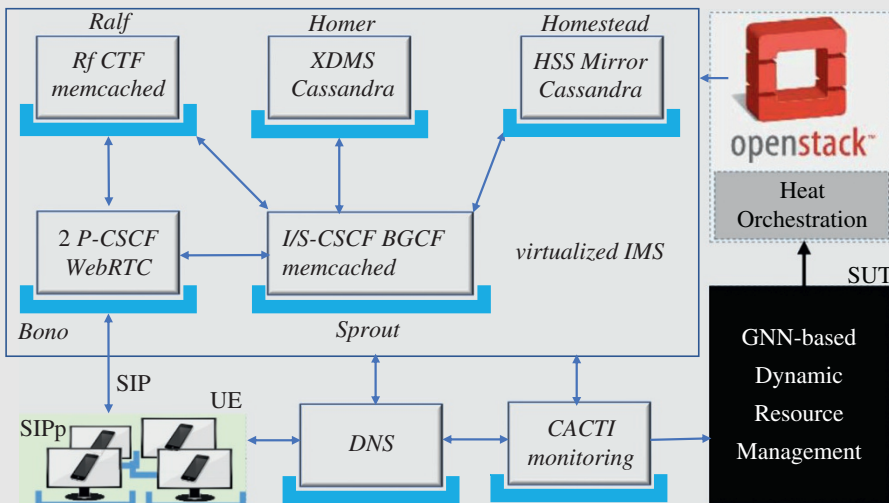 Ralf
Homer
Homestead
Rf CTF
memcached
XDMS
Cassandra
HSS Mirror
Cassandra
openstack™
Heat
Orchestration
2 P-CSCF
WebRTC
I/S-CSCF BGCF
memcached
virtualized IMS
Bono
Sprout
SUT
GNN-based
Dynamic
Resource
Management
SIP
UE
SIPp
DNS
CACTI
monitoring